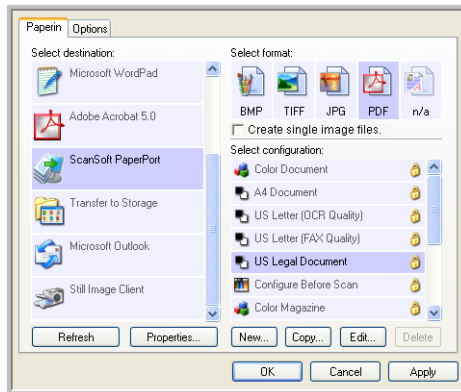 Paperin Options
Select destination:
Microsoft WordPad
Adobe Acrobat 5.0
ScanSoft PaperPort
Transfer to Storage
Microsoft Outlook
Still Image Client
Refresh Properties...
Select format:
BMP TIFF JPG PDF n/a
Create single image files.
Select configuration:
Color Document
A4 Document
US Letter (OCR Quality)
US Letter (FAX Quality)
US Legal Document
Configure Before Scan
Color Magazine
New... Copy... Edit... Delete
OK Cancel Apply